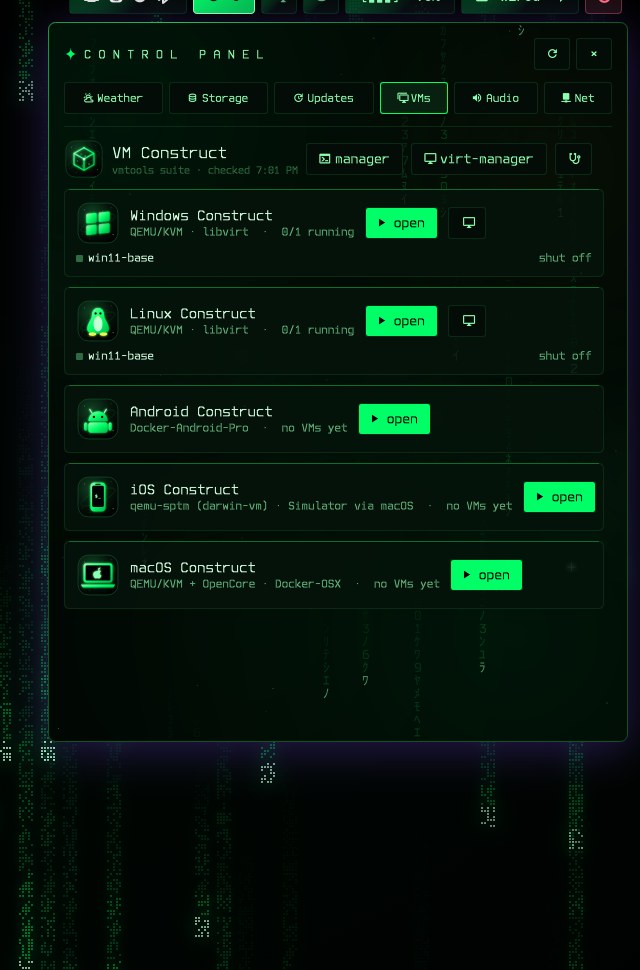 CONTROL PANEL
×
Weather Storage Updates VMs Audio Net
VM Construct
vmtools suite · checked 7:01 PM
manager virt-manager
Windows Construct
QEMU/KVM · libvirt · 0/1 running
open
win11-base shut off
Linux Construct
QEMU/KVM · libvirt · 0/1 running
open
win11-base shut off
Android Construct
Docker-Android-Pro · no VMs yet
open
iOS Construct
qemu-sptm (darwin-vm) · Simulator via macOS · no VMs yet
open
macOS Construct
QEMU/KVM + OpenCore · Docker-OSX · no VMs yet
open